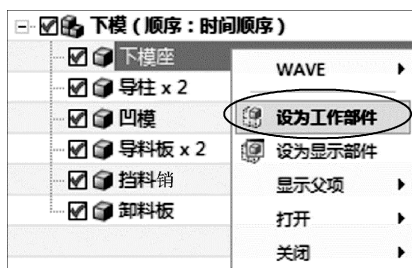 下模（顺序：时间顺序）
下模座
导柱 x 2
凹模
导料板 x 2
挡料销
卸料板
WAVE
设为工作部件
设为显示部件
显示父项
打开
关闭